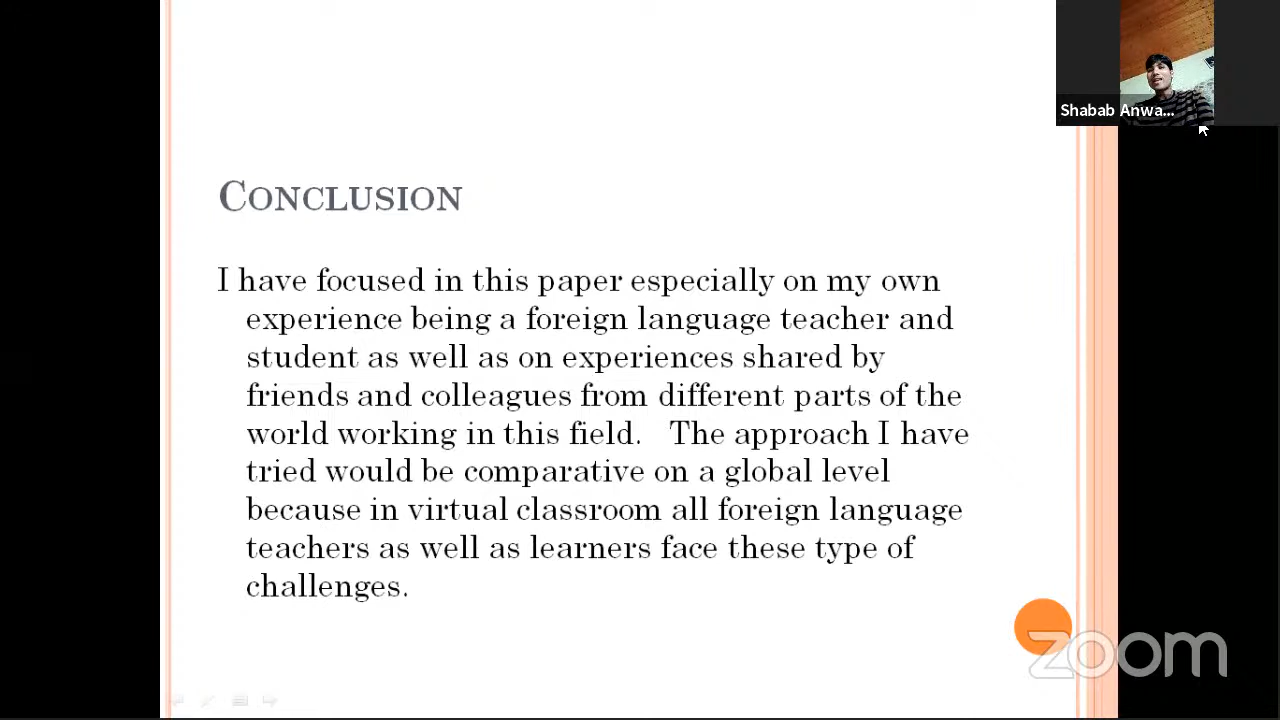 Shabab Anwa...
CONCLUSION
I have focused in this paper especially on my own
experience being a foreign language teacher and
student as well as on experiences shared by
friends and colleagues from different parts of the
world working in this field.   The approach I have
tried would be comparative on a global level
because in virtual classroom all foreign language
teachers as well as learners face these type of
challenges.
zoom